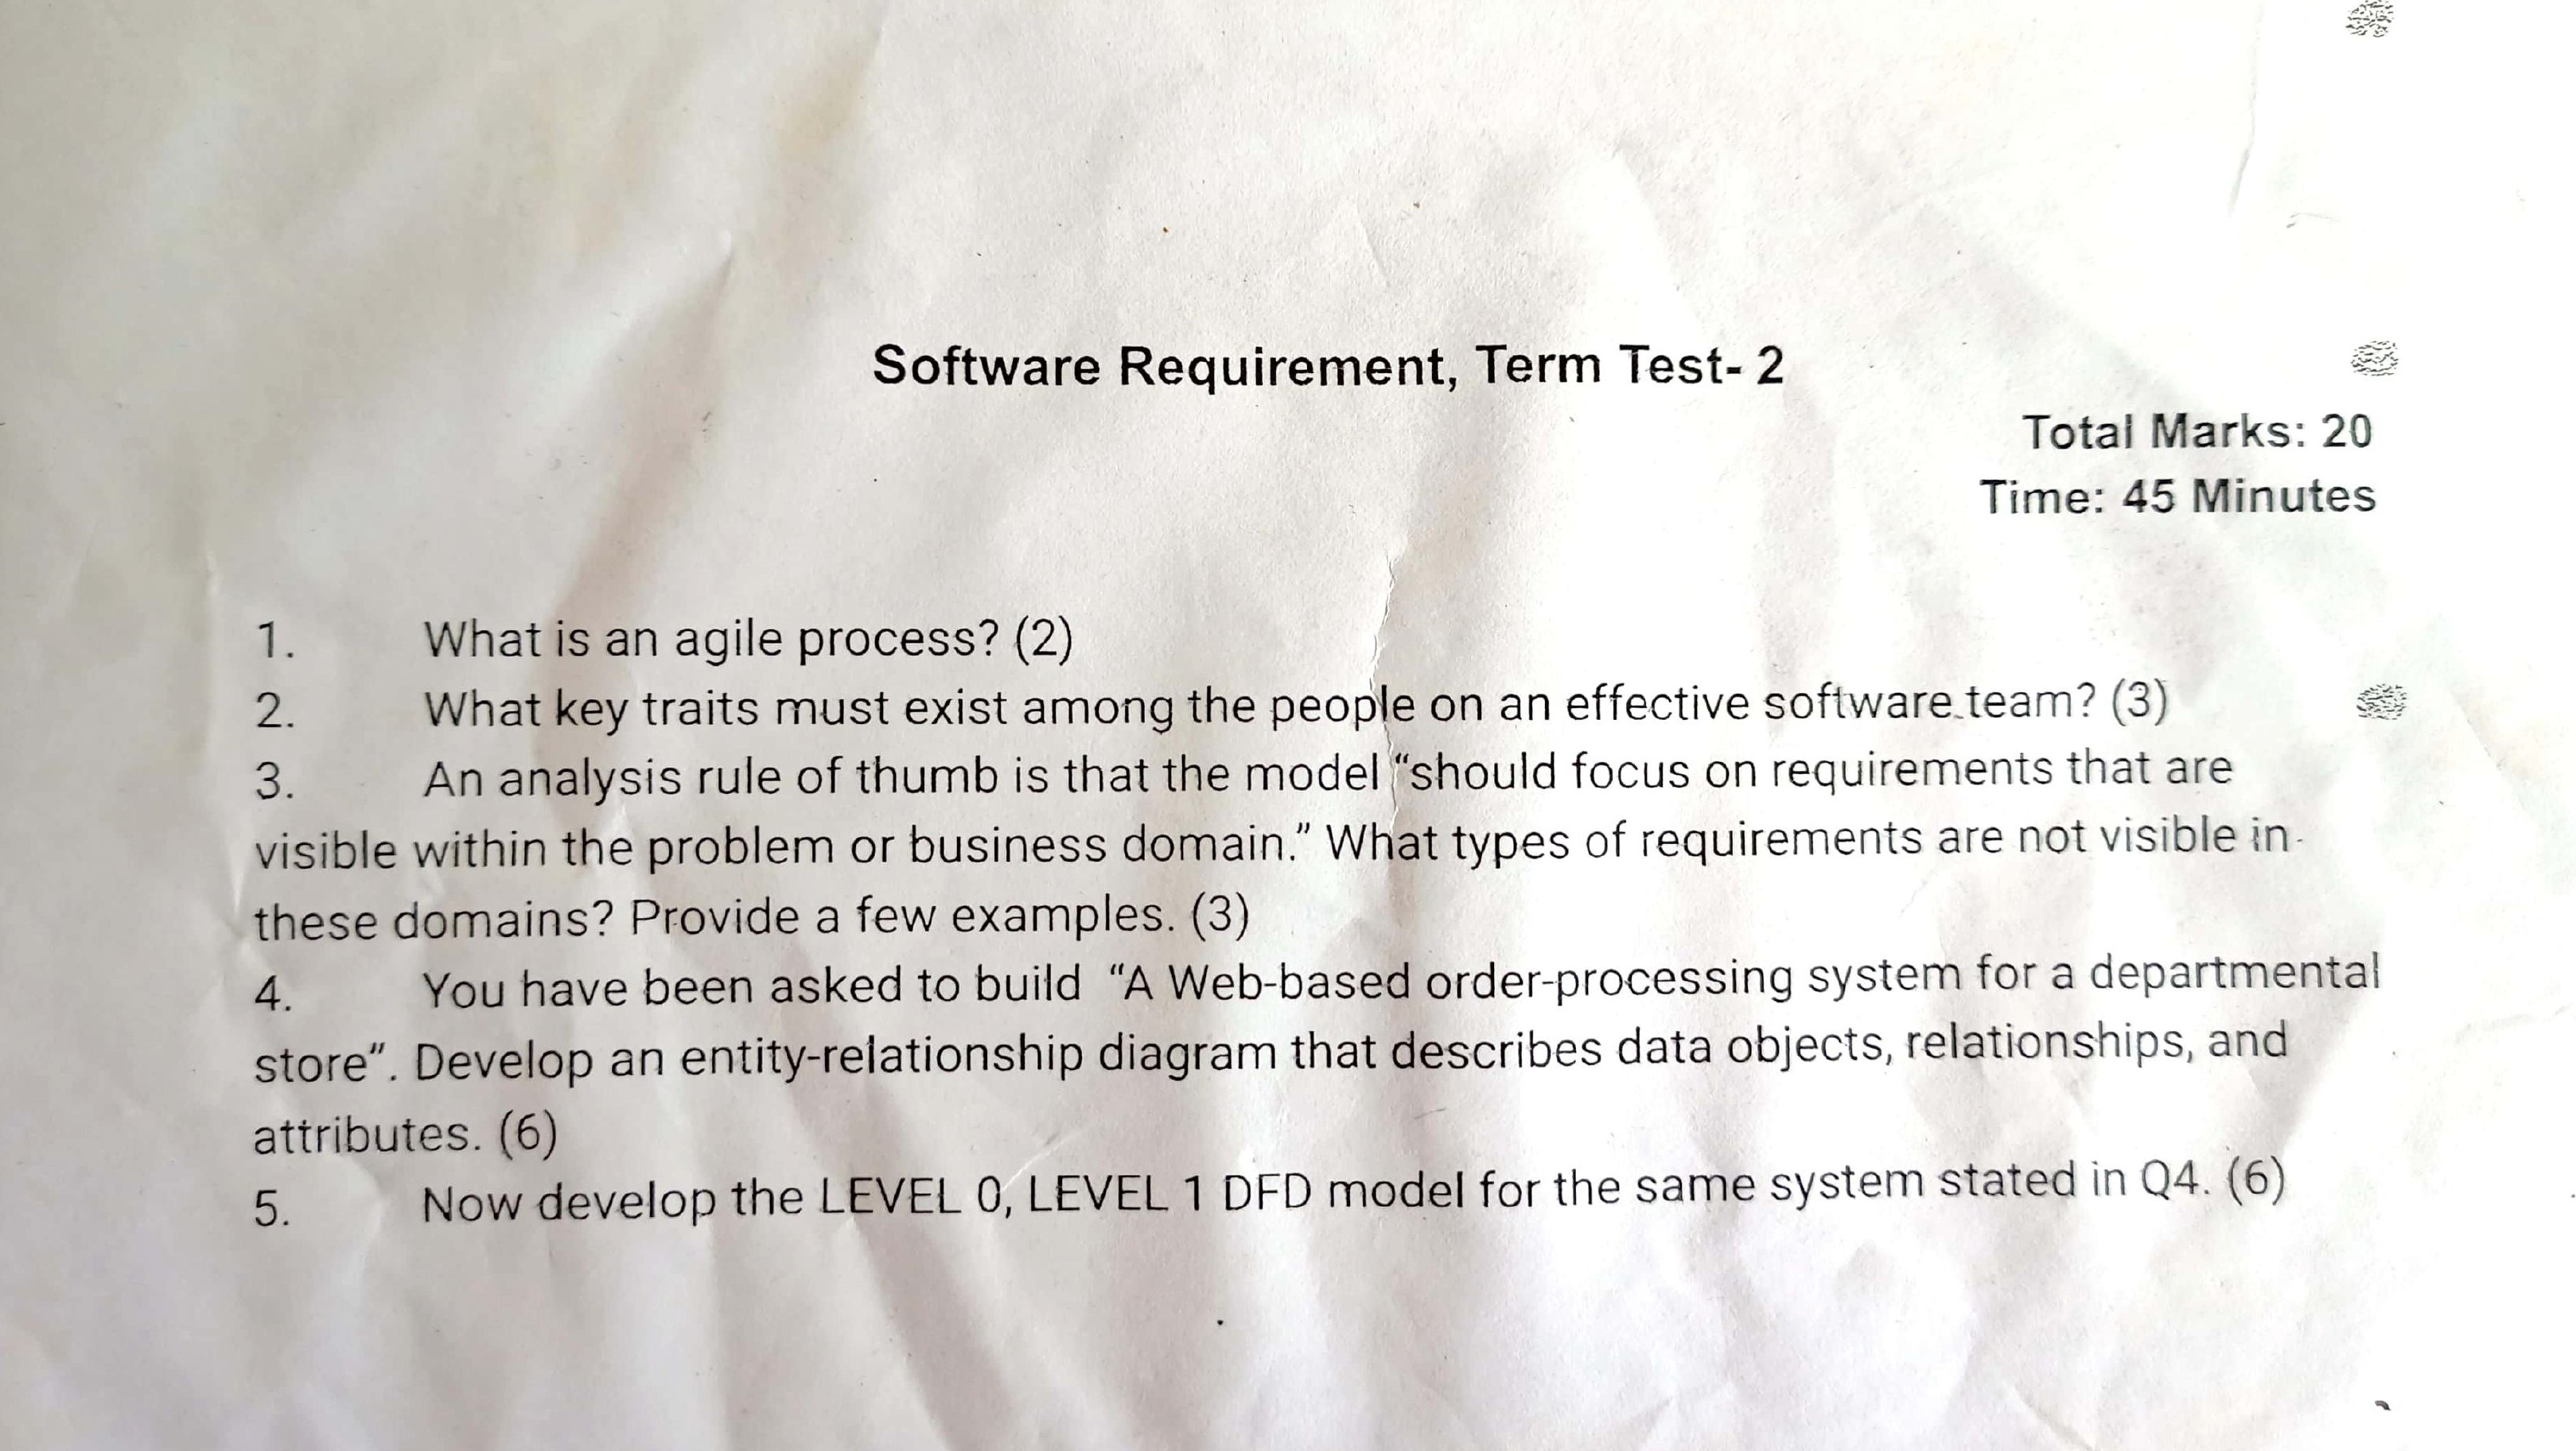 Software Requirement, Term Test- 2
Total Marks: 20
Time: 45 Minutes
1. What is an agile process? (2)
2. What key traits must exist among the people on an effective software team? (3)
3. An analysis rule of thumb is that the model “should focus on requirements that are
visible within the problem or business domain.” What types of requirements are not visible in
these domains? Provide a few examples. (3)
4. You have been asked to build “A Web-based order-processing system for a departmental
store”. Develop an entity-relationship diagram that describes data objects, relationships, and
attributes. (6)
5. Now develop the LEVEL 0, LEVEL 1 DFD model for the same system stated in Q4. (6)